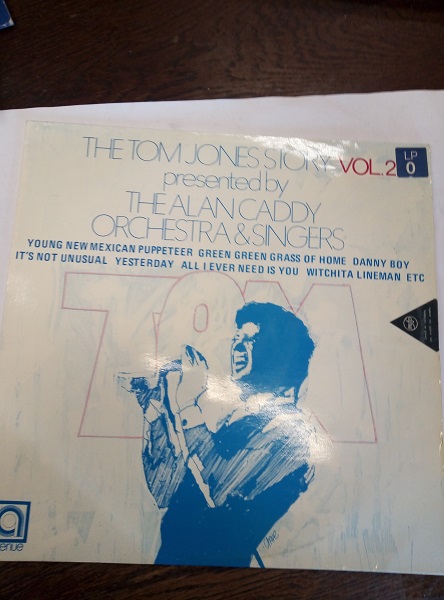 THE TOM JONES STORY VOL.2
LP
0
presented by
THE ALAN CADDY
ORCHESTRA & SINGERS
YOUNG NEW MEXICAN PUPPETEER GREEN GREEN GRASS OF HOME DANNY BOY
IT'S NOT UNUSUAL YESTERDAY ALL I EVER NEED IS YOU WITCHITA LINEMAN ETC
TOM
a
enue